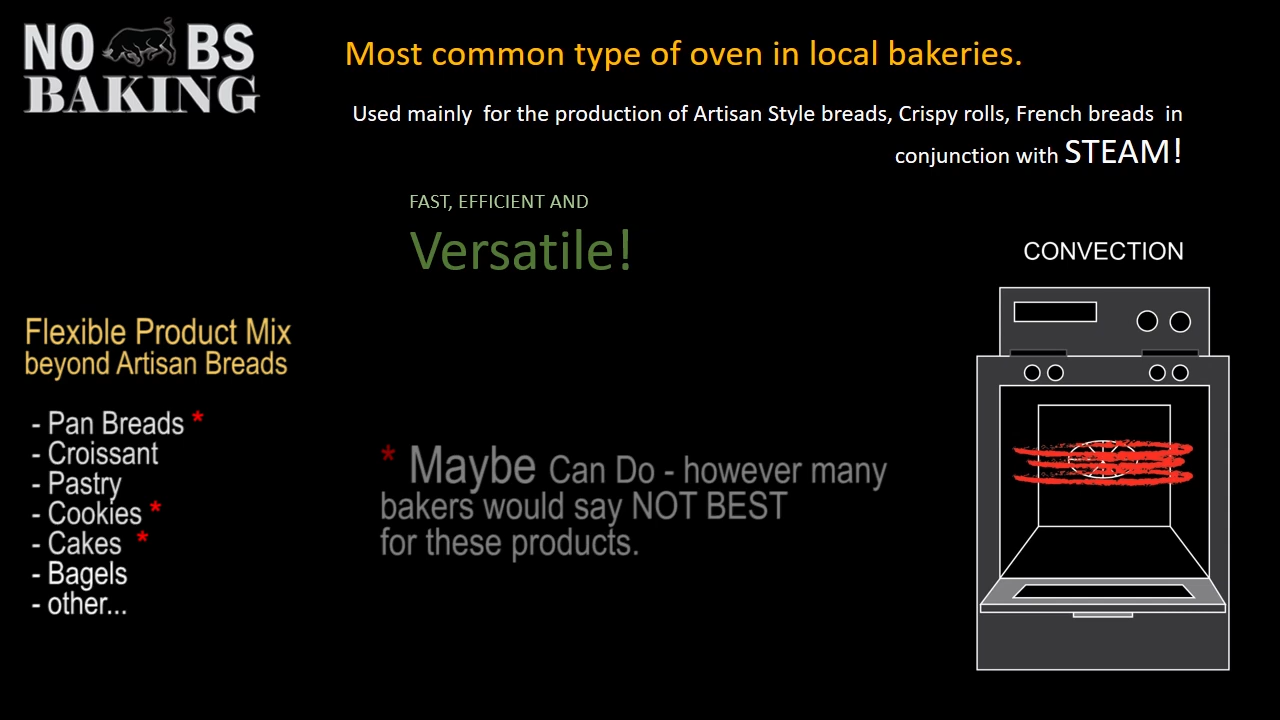 NO BS
BAKING
Most common type of oven in local bakeries.
Used mainly for the production of Artisan Style breads, Crispy rolls, French breads in
conjunction with STEAM!
FAST, EFFICIENT AND
Versatile!
CONVECTION
Flexible Product Mix
beyond Artisan Breads
- Pan Breads *
- Croissant
- Pastry
- Cookies *
- Cakes *
- Bagels
- other...
* Maybe Can Do - however many
bakers would say NOT BEST
for these products.